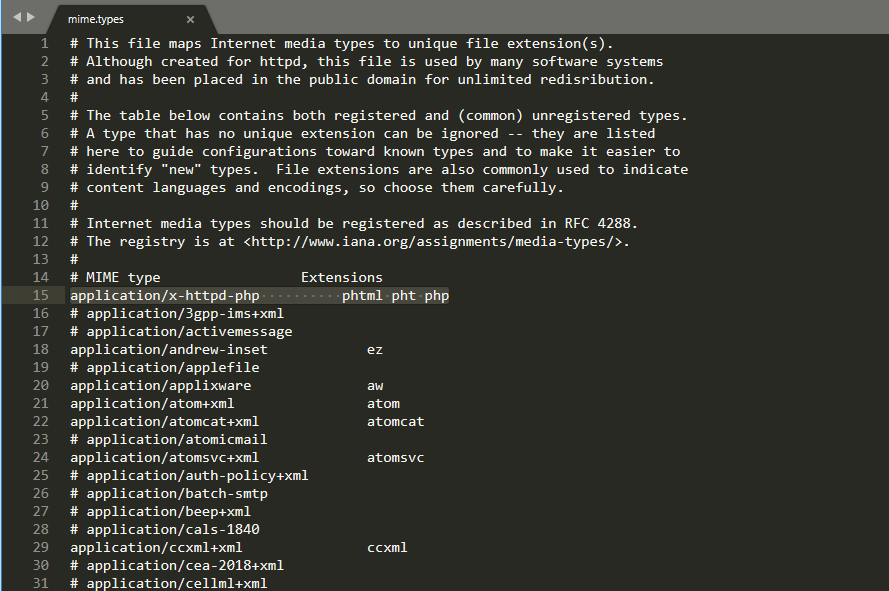 mime.types
1 # This file maps Internet media types to unique file extension(s).
2 # Although created for httpd, this file is used by many software systems
3 # and has been placed in the public domain for unlimited redisribution.
4 #
5 # The table below contains both registered and (common) unregistered types.
6 # A type that has no unique extension can be ignored -- they are listed
7 # here to guide configurations toward known types and to make it easier to
8 # identify "new" types.  File extensions are also commonly used to indicate
9 # content languages and encodings, so choose them carefully.
10 #
11 # Internet media types should be registered as described in RFC 4288.
12 # The registry is at <http://www.iana.org/assignments/media-types/>.
13 #
14 # MIME type                 Extensions
15 application/x-httpd-php          phtml pht php
16 # application/3gpp-ims+xml
17 # application/activemessage
18 application/andrew-inset            ez
19 # application/applefile
20 application/applixware              aw
21 application/atom+xml                atom
22 application/atomcat+xml             atomcat
23 # application/atomicmail
24 application/atomsvc+xml             atomsvc
25 # application/auth-policy+xml
26 # application/batch-smtp
27 # application/beep+xml
28 # application/cals-1840
29 application/ccxml+xml               ccxml
30 # application/cea-2018+xml
31 # application/cellml+xml